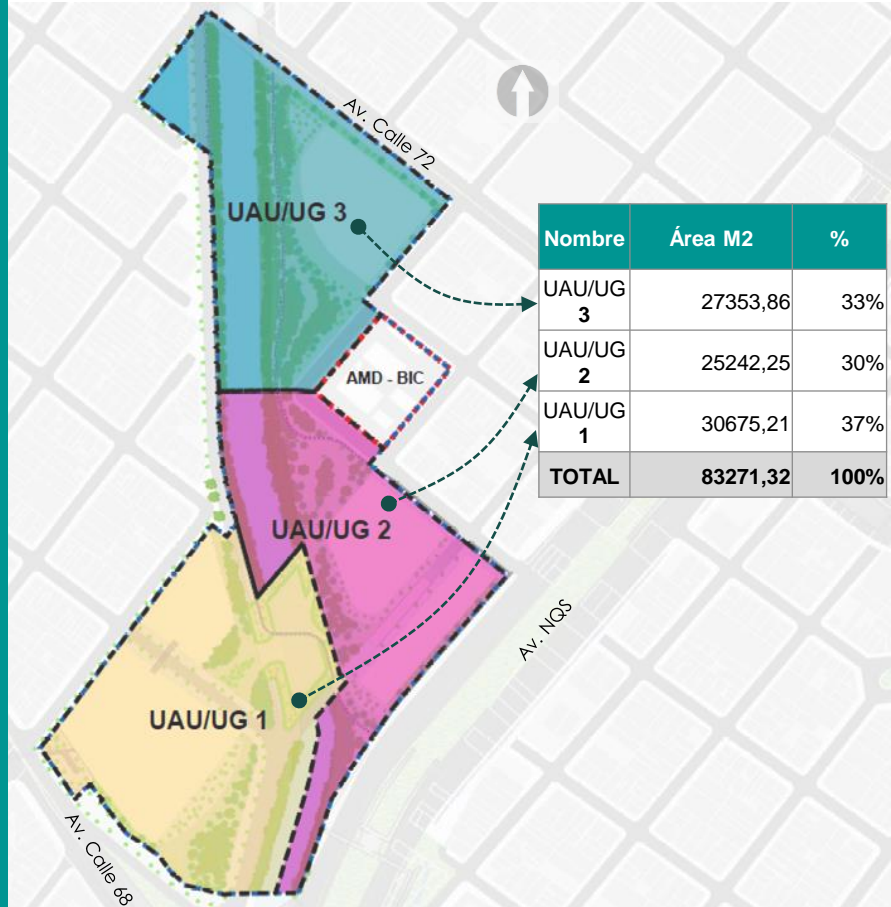 Av. Calle 72
UAU/UG 3
AMD - BIC
UAU/UG 2
Av. NQS
UAU/UG 1
Av. Calle 68
Nombre Área M2 %
UAU/UG
3 27353,86 33%
UAU/UG
2 25242,25 30%
UAU/UG
1 30675,21 37%
TOTAL 83271,32 100%